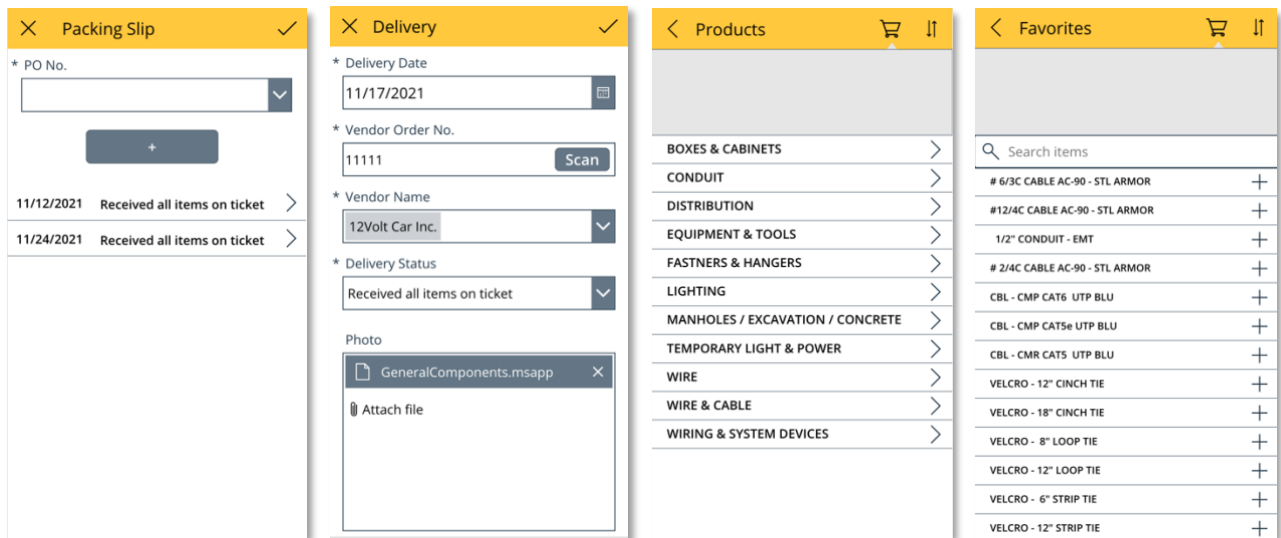 Packing Slip
* PO No.
+
11/12/2021 Received all items on ticket
11/24/2021 Received all items on ticket
Delivery
* Delivery Date
11/17/2021
* Vendor Order No.
11111 Scan
* Vendor Name
12Volt Car Inc.
* Delivery Status
Received all items on ticket
Photo
GeneralComponents.msapp
Attach file
Products
BOXES & CABINETS
CONDUIT
DISTRIBUTION
EQUIPMENT & TOOLS
FASTNERS & HANGERS
LIGHTING
MANHOLES / EXCAVATION / CONCRETE
TEMPORARY LIGHT & POWER
WIRE
WIRE & CABLE
WIRING & SYSTEM DEVICES
Favorites
Search items
# 6/3C CABLE AC-90 - STL ARMOR
#12/4C CABLE AC-90 - STL ARMOR
1/2" CONDUIT - EMT
# 2/4C CABLE AC-90 - STL ARMOR
CBL - CMP CAT6 UTP BLU
CBL - CMP CAT5e UTP BLU
CBL - CMR CAT5 UTP BLU
VELCRO - 12" CINCH TIE
VELCRO - 18" CINCH TIE
VELCRO - 8" LOOP TIE
VELCRO - 12" LOOP TIE
VELCRO - 6" STRIP TIE
VELCRO - 12" STRIP TIE